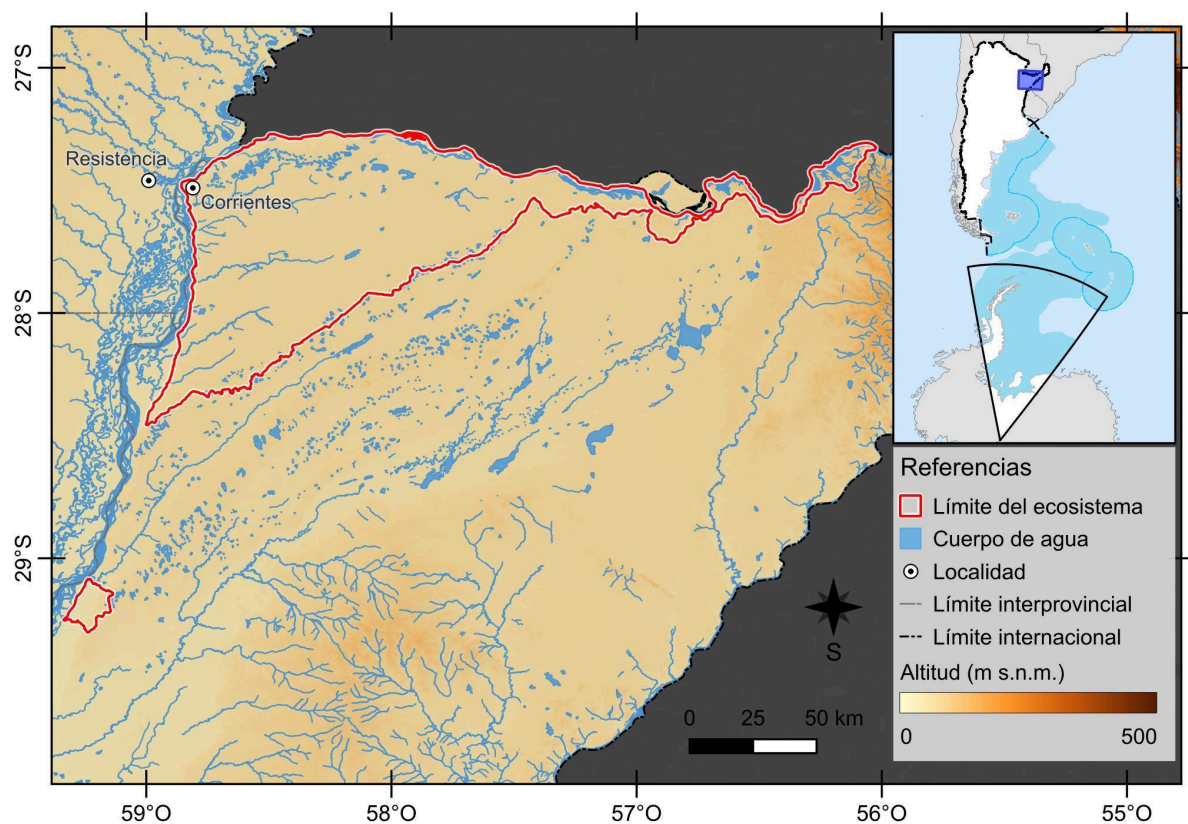 27°S
28°S
29°S
Resistencia
Corrientes
59°O
58°O
57°O
56°O
55°O
S
0 25 50 km
Referencias
Límite del ecosistema
Cuerpo de agua
Localidad
Límite interprovincial
Límite internacional
Altitud (m s.n.m.)
0 500